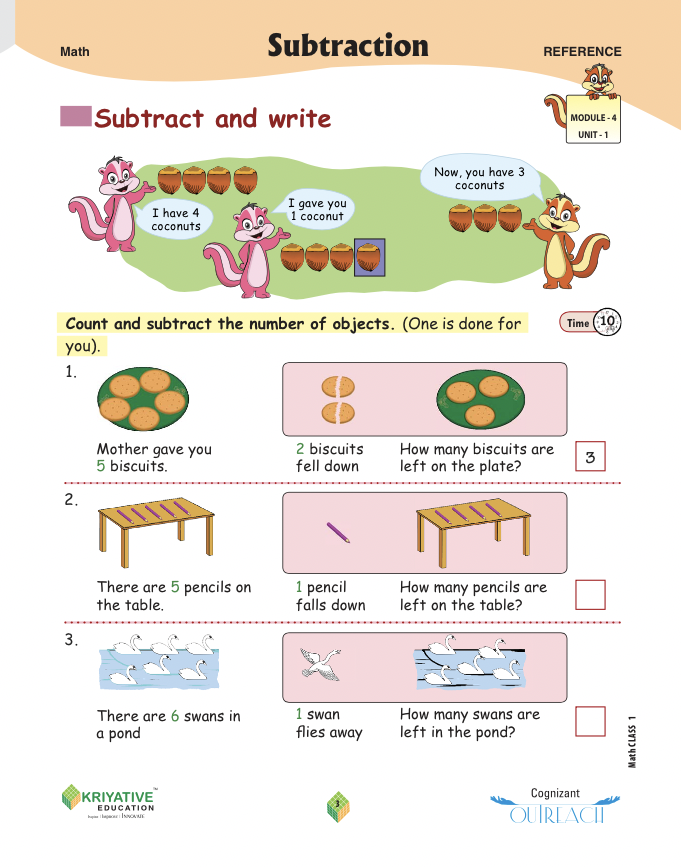 Math
Subtraction
REFERENCE
MODULE - 4
UNIT - 1
Subtract and write
I have 4
coconuts
I gave you
1 coconut
Now, you have 3
coconuts
Count and subtract the number of objects. (One is done for
you).
Time 10
1.
Mother gave you
5 biscuits.
2 biscuits
fell down
How many biscuits are
left on the plate?
3
2.
There are 5 pencils on
the table.
1 pencil
falls down
How many pencils are
left on the table?
3.
There are 6 swans in
a pond
1 swan
flies away
How many swans are
left in the pond?
Math CLASS 1
KRIYATIVE™
EDUCATION
Inspire | Improvise | INNOVATE
3
Cognizant
OUTREACH